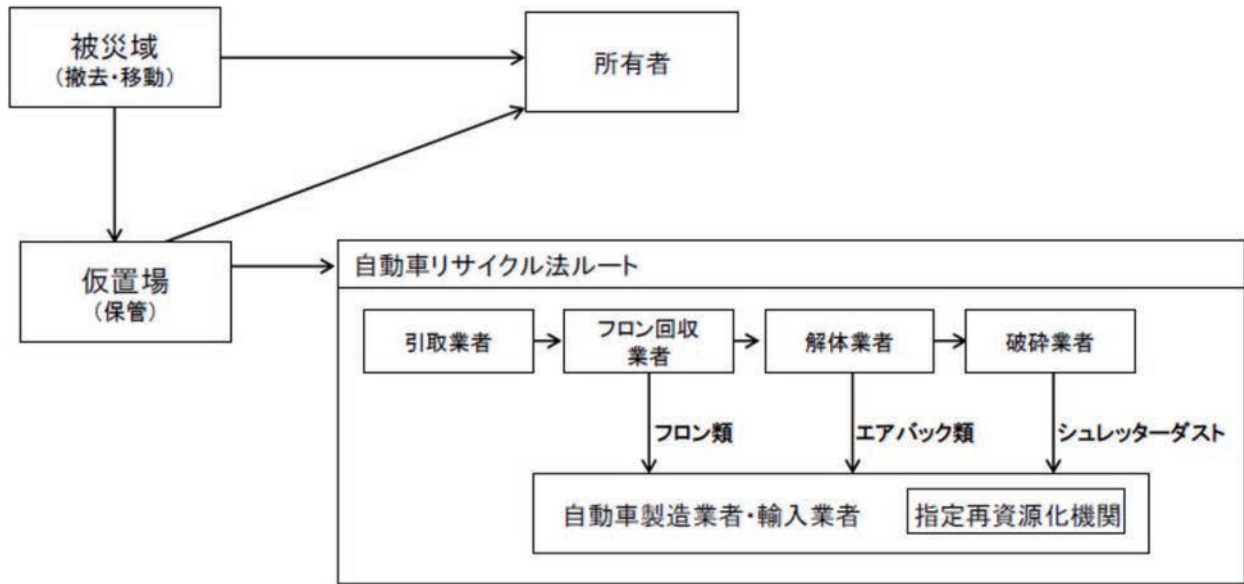 被災域
(撤去・移動)
所有者
仮置場
(保管)
自動車リサイクル法ルート
引取業者
フロン回収
業者
解体業者
破砕業者
フロン類
エアバック類
シュレッターダスト
自動車製造業者・輸入業者
指定再資源化機関